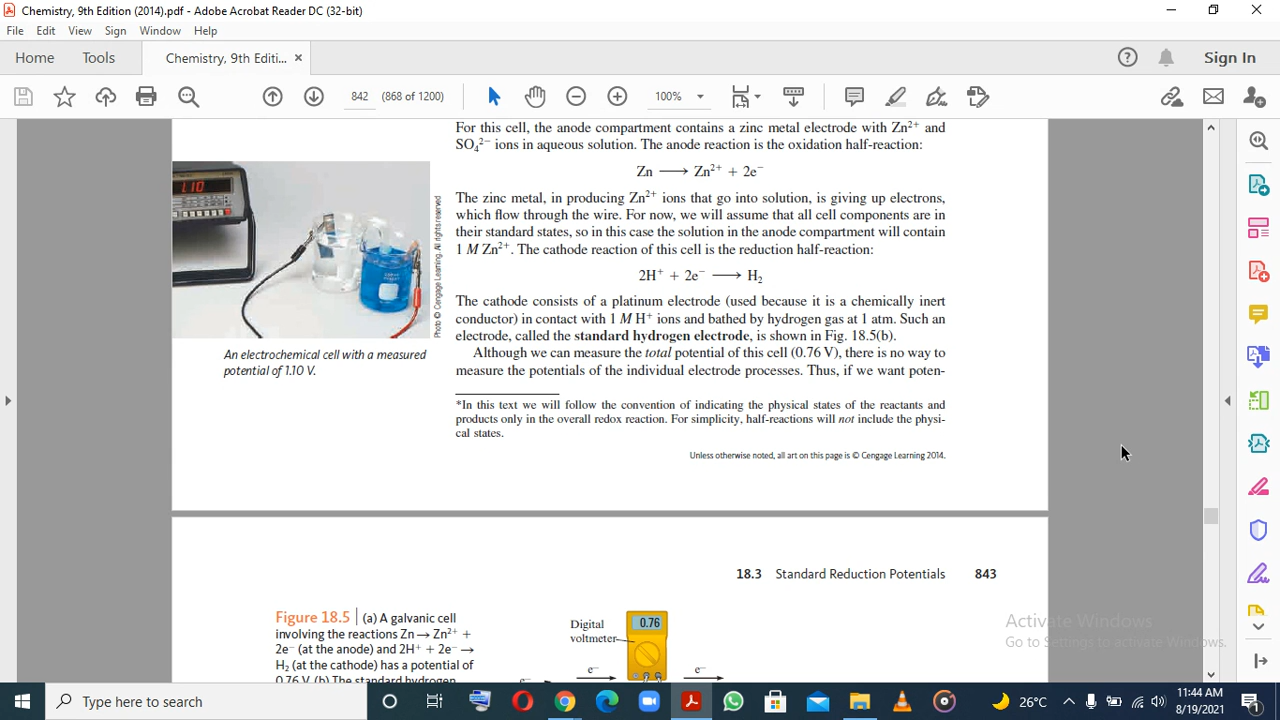 Chemistry, 9th Edition (2014).pdf - Adobe Acrobat Reader DC (32-bit)
File Edit View Sign Window Help
Home Tools Chemistry, 9th Editi... × Sign In
842 (868 of 1200) 100%
For this cell, the anode compartment contains a zinc metal electrode with Zn²⁺ and
SO₄²⁻ ions in aqueous solution. The anode reaction is the oxidation half-reaction:
Zn ⟶ Zn²⁺ + 2e⁻
The zinc metal, in producing Zn²⁺ ions that go into solution, is giving up electrons,
which flow through the wire. For now, we will assume that all cell components are in
their standard states, so in this case the solution in the anode compartment will contain
1 M Zn²⁺. The cathode reaction of this cell is the reduction half-reaction:
2H⁺ + 2e⁻ ⟶ H₂
The cathode consists of a platinum electrode (used because it is a chemically inert
conductor) in contact with 1 M H⁺ ions and bathed by hydrogen gas at 1 atm. Such an
electrode, called the standard hydrogen electrode, is shown in Fig. 18.5(b).
Although we can measure the total potential of this cell (0.76 V), there is no way to
measure the potentials of the individual electrode processes. Thus, if we want poten-
1.10
Photo © Cengage Learning. All rights reserved
An electrochemical cell with a measured
potential of 1.10 V.
*In this text we will follow the convention of indicating the physical states of the reactants and
products only in the overall redox reaction. For simplicity, half-reactions will not include the physi-
cal states.
Unless otherwise noted, all art on this page is © Cengage Learning 2014.
18.3 Standard Reduction Potentials 843
Figure 18.5 | (a) A galvanic cell
involving the reactions Zn → Zn²⁺ +
2e⁻ (at the anode) and 2H⁺ + 2e⁻ →
H₂ (at the cathode) has a potential of
0.76 V. (b) The standard hydrogen
Digital
voltmeter
0.76
e⁻ e⁻
e⁻
Activate Windows
Go to Settings to activate Windows.
Type here to search
26°C
11:44 AM
8/19/2021
1